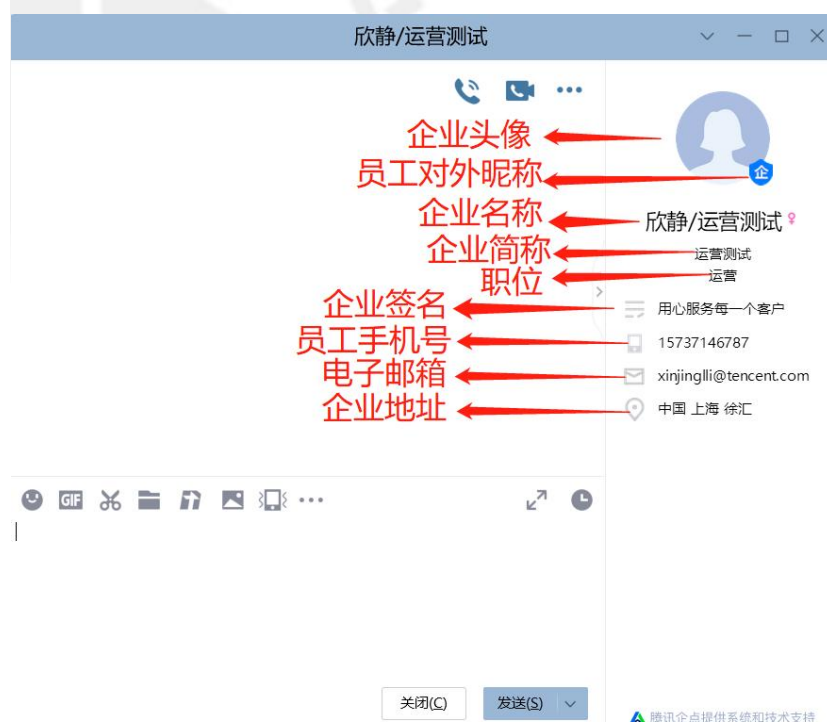 欣静/运营测试
企业头像
员工对外昵称
企
企业名称
欣静/运营测试
企业简称
运营测试
职位
运营
企业签名
用心服务每一个客户
员工手机号
15737146787
电子邮箱
xinjinglli@tencent.com
企业地址
中国 上海 徐汇
GIF
关闭(C)
发送(S)
腾讯企点提供系统和技术支持